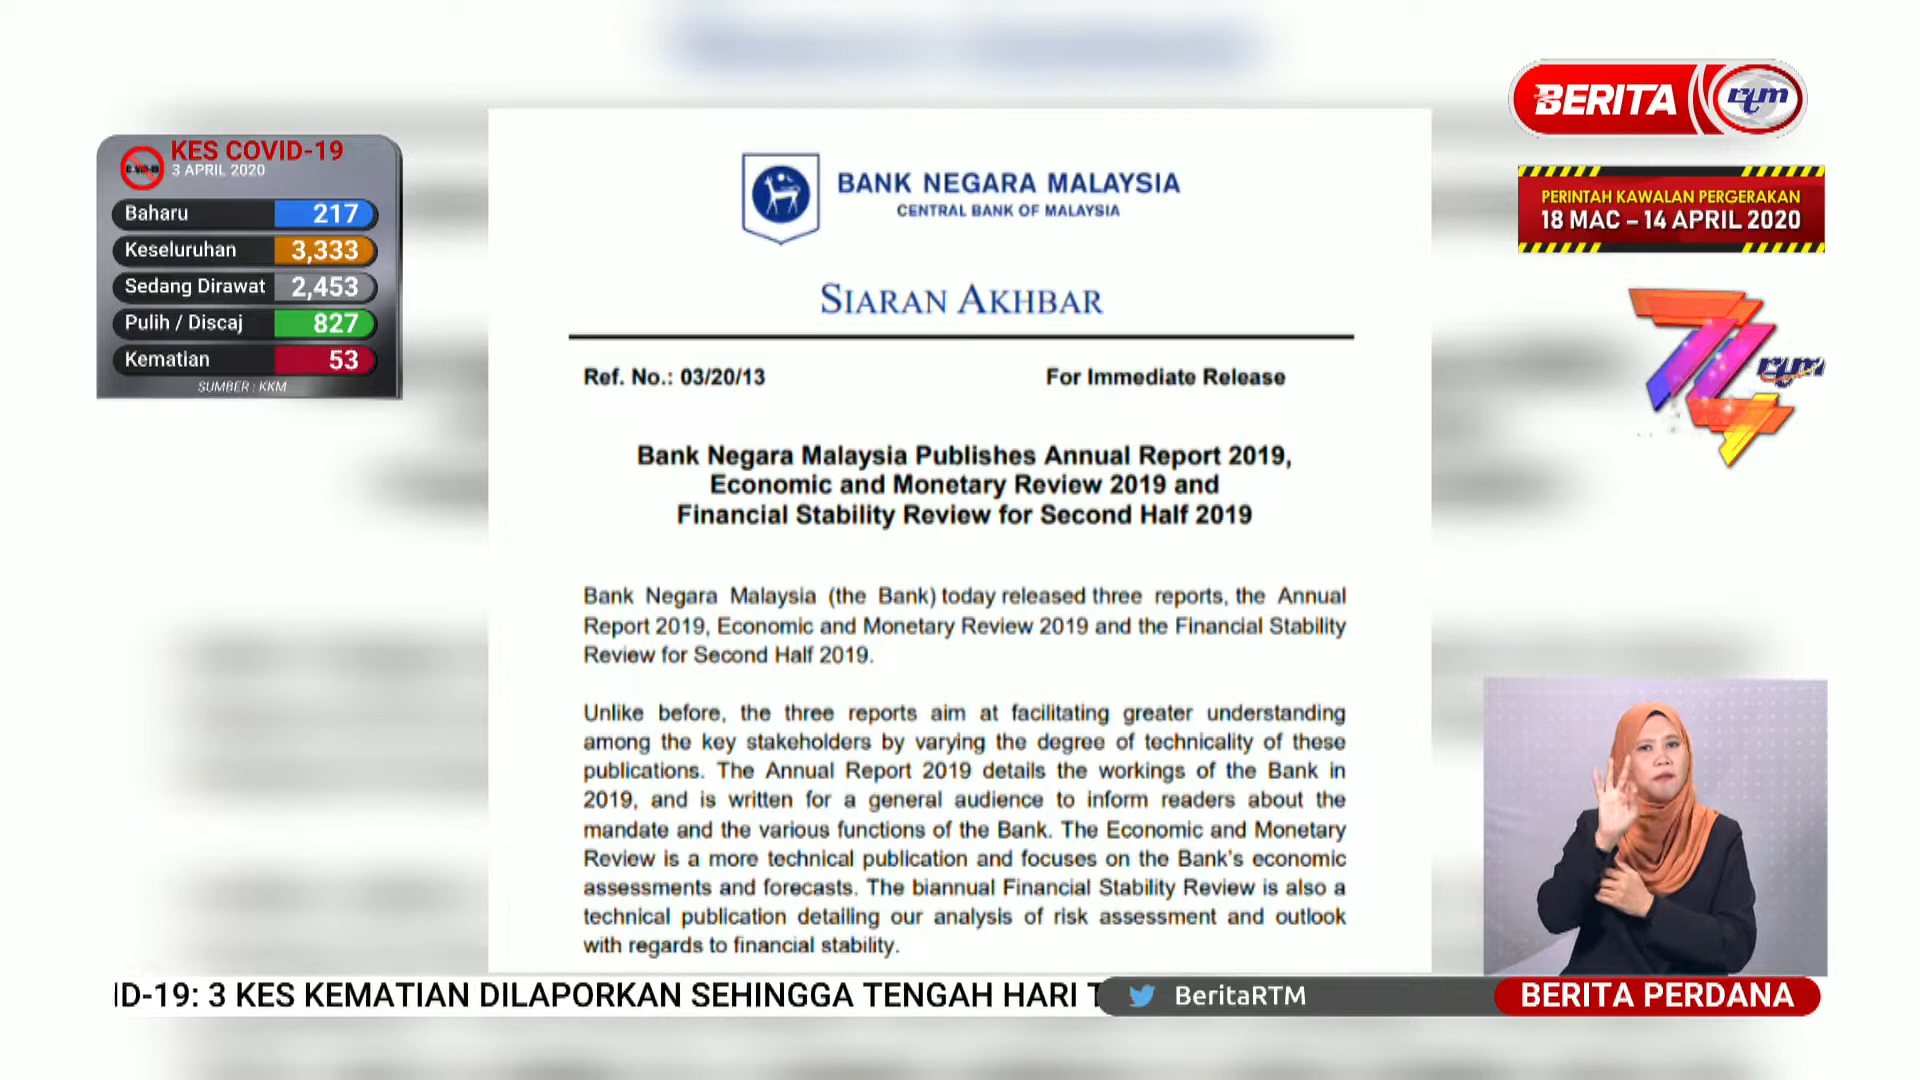 BERITA rtm
KES COVID-19
3 APRIL 2020
Baharu 217
Keseluruhan 3,333
Sedang Dirawat 2,453
Pulih / Discaj 827
Kematian 53
SUMBER : KKM
PERINTAH KAWALAN PERGERAKAN
18 MAC – 14 APRIL 2020
74 rtm
BANK NEGARA MALAYSIA
CENTRAL BANK OF MALAYSIA
SIARAN AKHBAR
Ref. No.: 03/20/13 For Immediate Release
Bank Negara Malaysia Publishes Annual Report 2019,
Economic and Monetary Review 2019 and
Financial Stability Review for Second Half 2019
Bank Negara Malaysia (the Bank) today released three reports, the Annual
Report 2019, Economic and Monetary Review 2019 and the Financial Stability
Review for Second Half 2019.
Unlike before, the three reports aim at facilitating greater understanding
among the key stakeholders by varying the degree of technicality of these
publications. The Annual Report 2019 details the workings of the Bank in
2019, and is written for a general audience to inform readers about the
mandate and the various functions of the Bank. The Economic and Monetary
Review is a more technical publication and focuses on the Bank's economic
assessments and forecasts. The biannual Financial Stability Review is also a
technical publication detailing our analysis of risk assessment and outlook
with regards to financial stability.
ID-19: 3 KES KEMATIAN DILAPORKAN SEHINGGA TENGAH HARI T
BeritaRTM
BERITA PERDANA